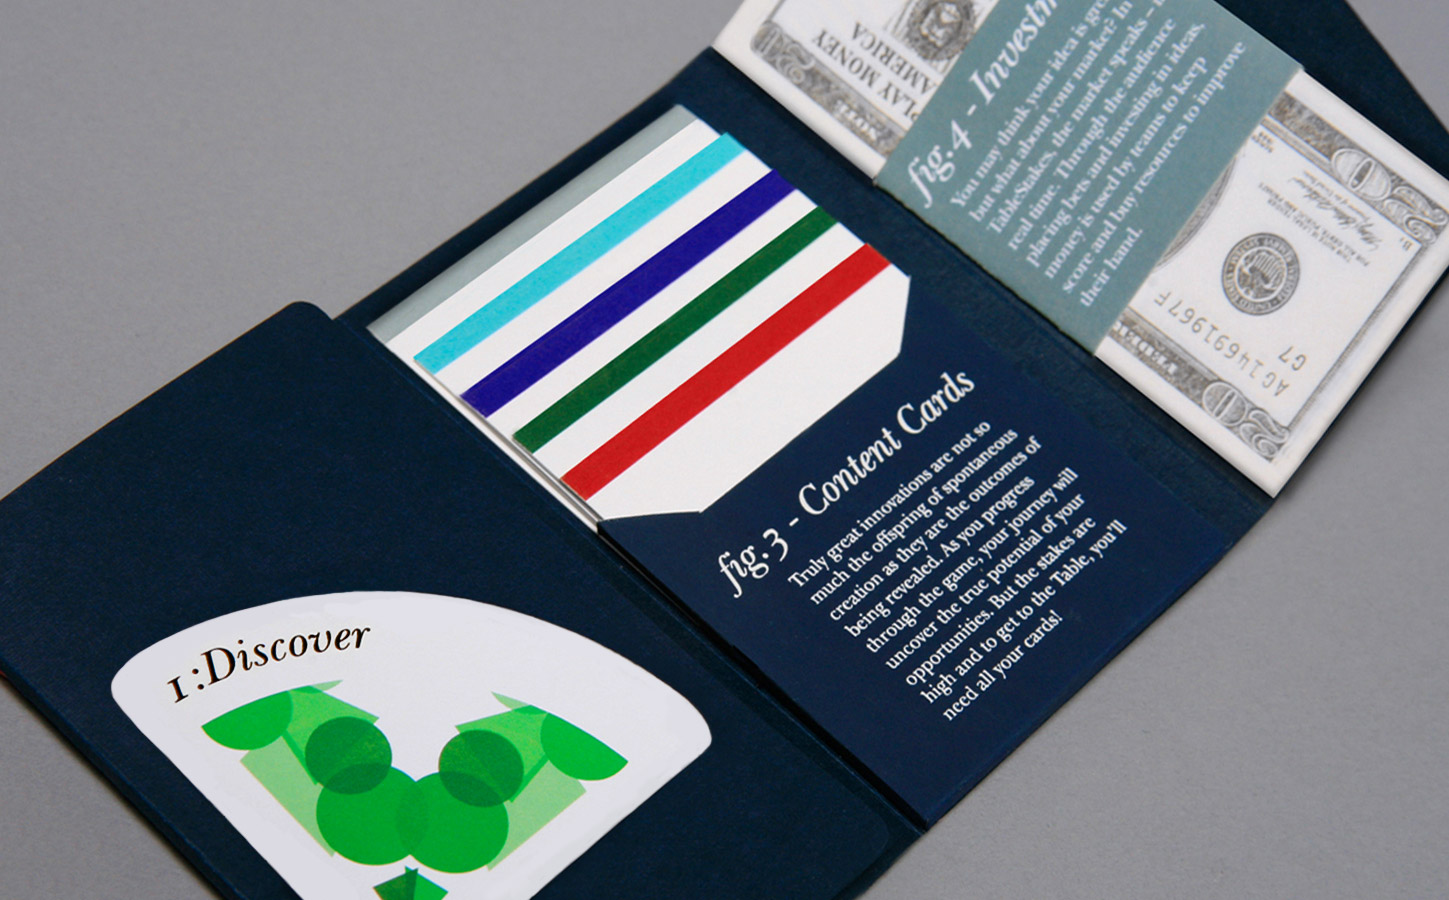 1:Discover
fig.3 - Content Cards
Truly great innovations are not so
much the offspring of spontaneous
creation as they are the outcomes of
being revealed. As you progress
through the game, your journey will
uncover the true potential of your
opportunities. But the stakes are
high and to get to the Table, you'll
need all your cards!
fig.4 -
You may think your idea is
but what about your market? In
TableStakes, the market speaks –
real time. Through the audience
placing bets and investing in ideas,
money is used by teams to keep
score and buy resources to improve
their hand.
PLAY MONEY
AMERICA
NOTE
AG14691967F
G7